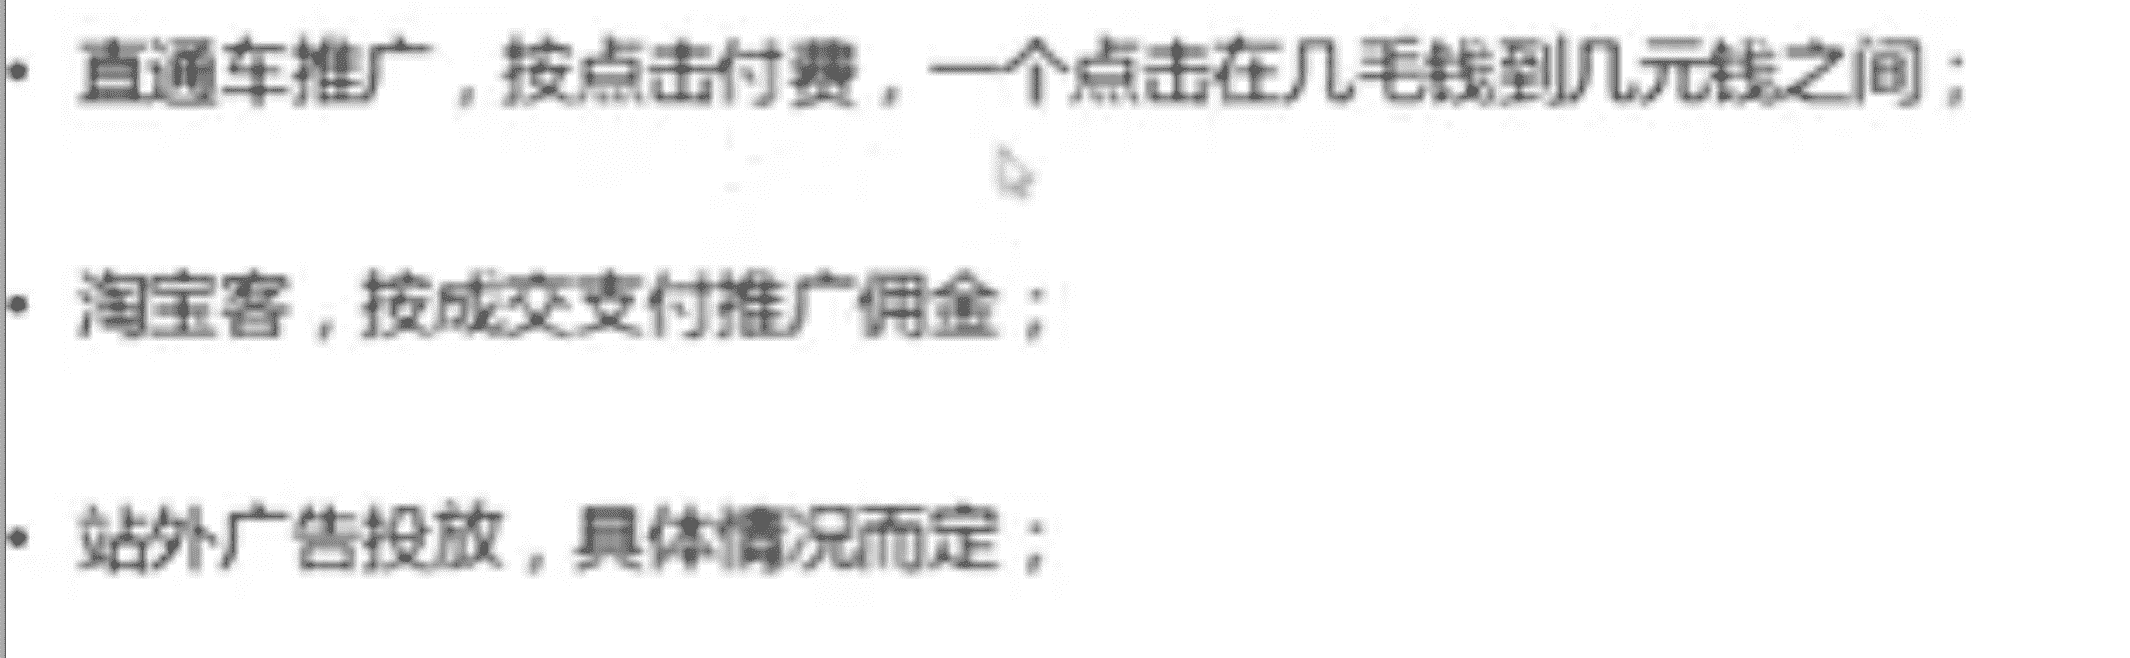 • 直通车推广，按点击付费，一个点击在几毛钱到几元钱之间；
• 淘宝客，按成交支付推广佣金；
• 站外广告投放，具体情况而定；